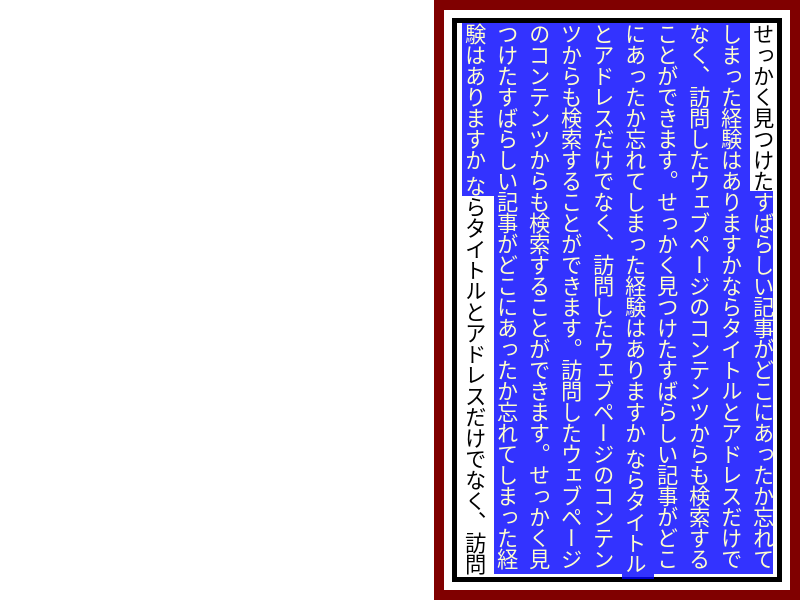 せっかく見つけたすばらしい記事がどこにあったか忘れて
しまった経験はありますかならタイトルとアドレスだけで
なく、訪問したウェブページのコンテンツからも検索する
ことができます。せっかく見つけたすばらしい記事がどこ
にあったか忘れてしまった経験はありますか ならタイトル
とアドレスだけでなく、訪問したウェブページのコンテン
ツからも検索することができます。訪問したウェブページ
のコンテンツからも検索することができます。せっかく見
つけたすばらしい記事がどこにあったか忘れてしまった経
験はありますか ならタイトルとアドレスだけでなく、訪問